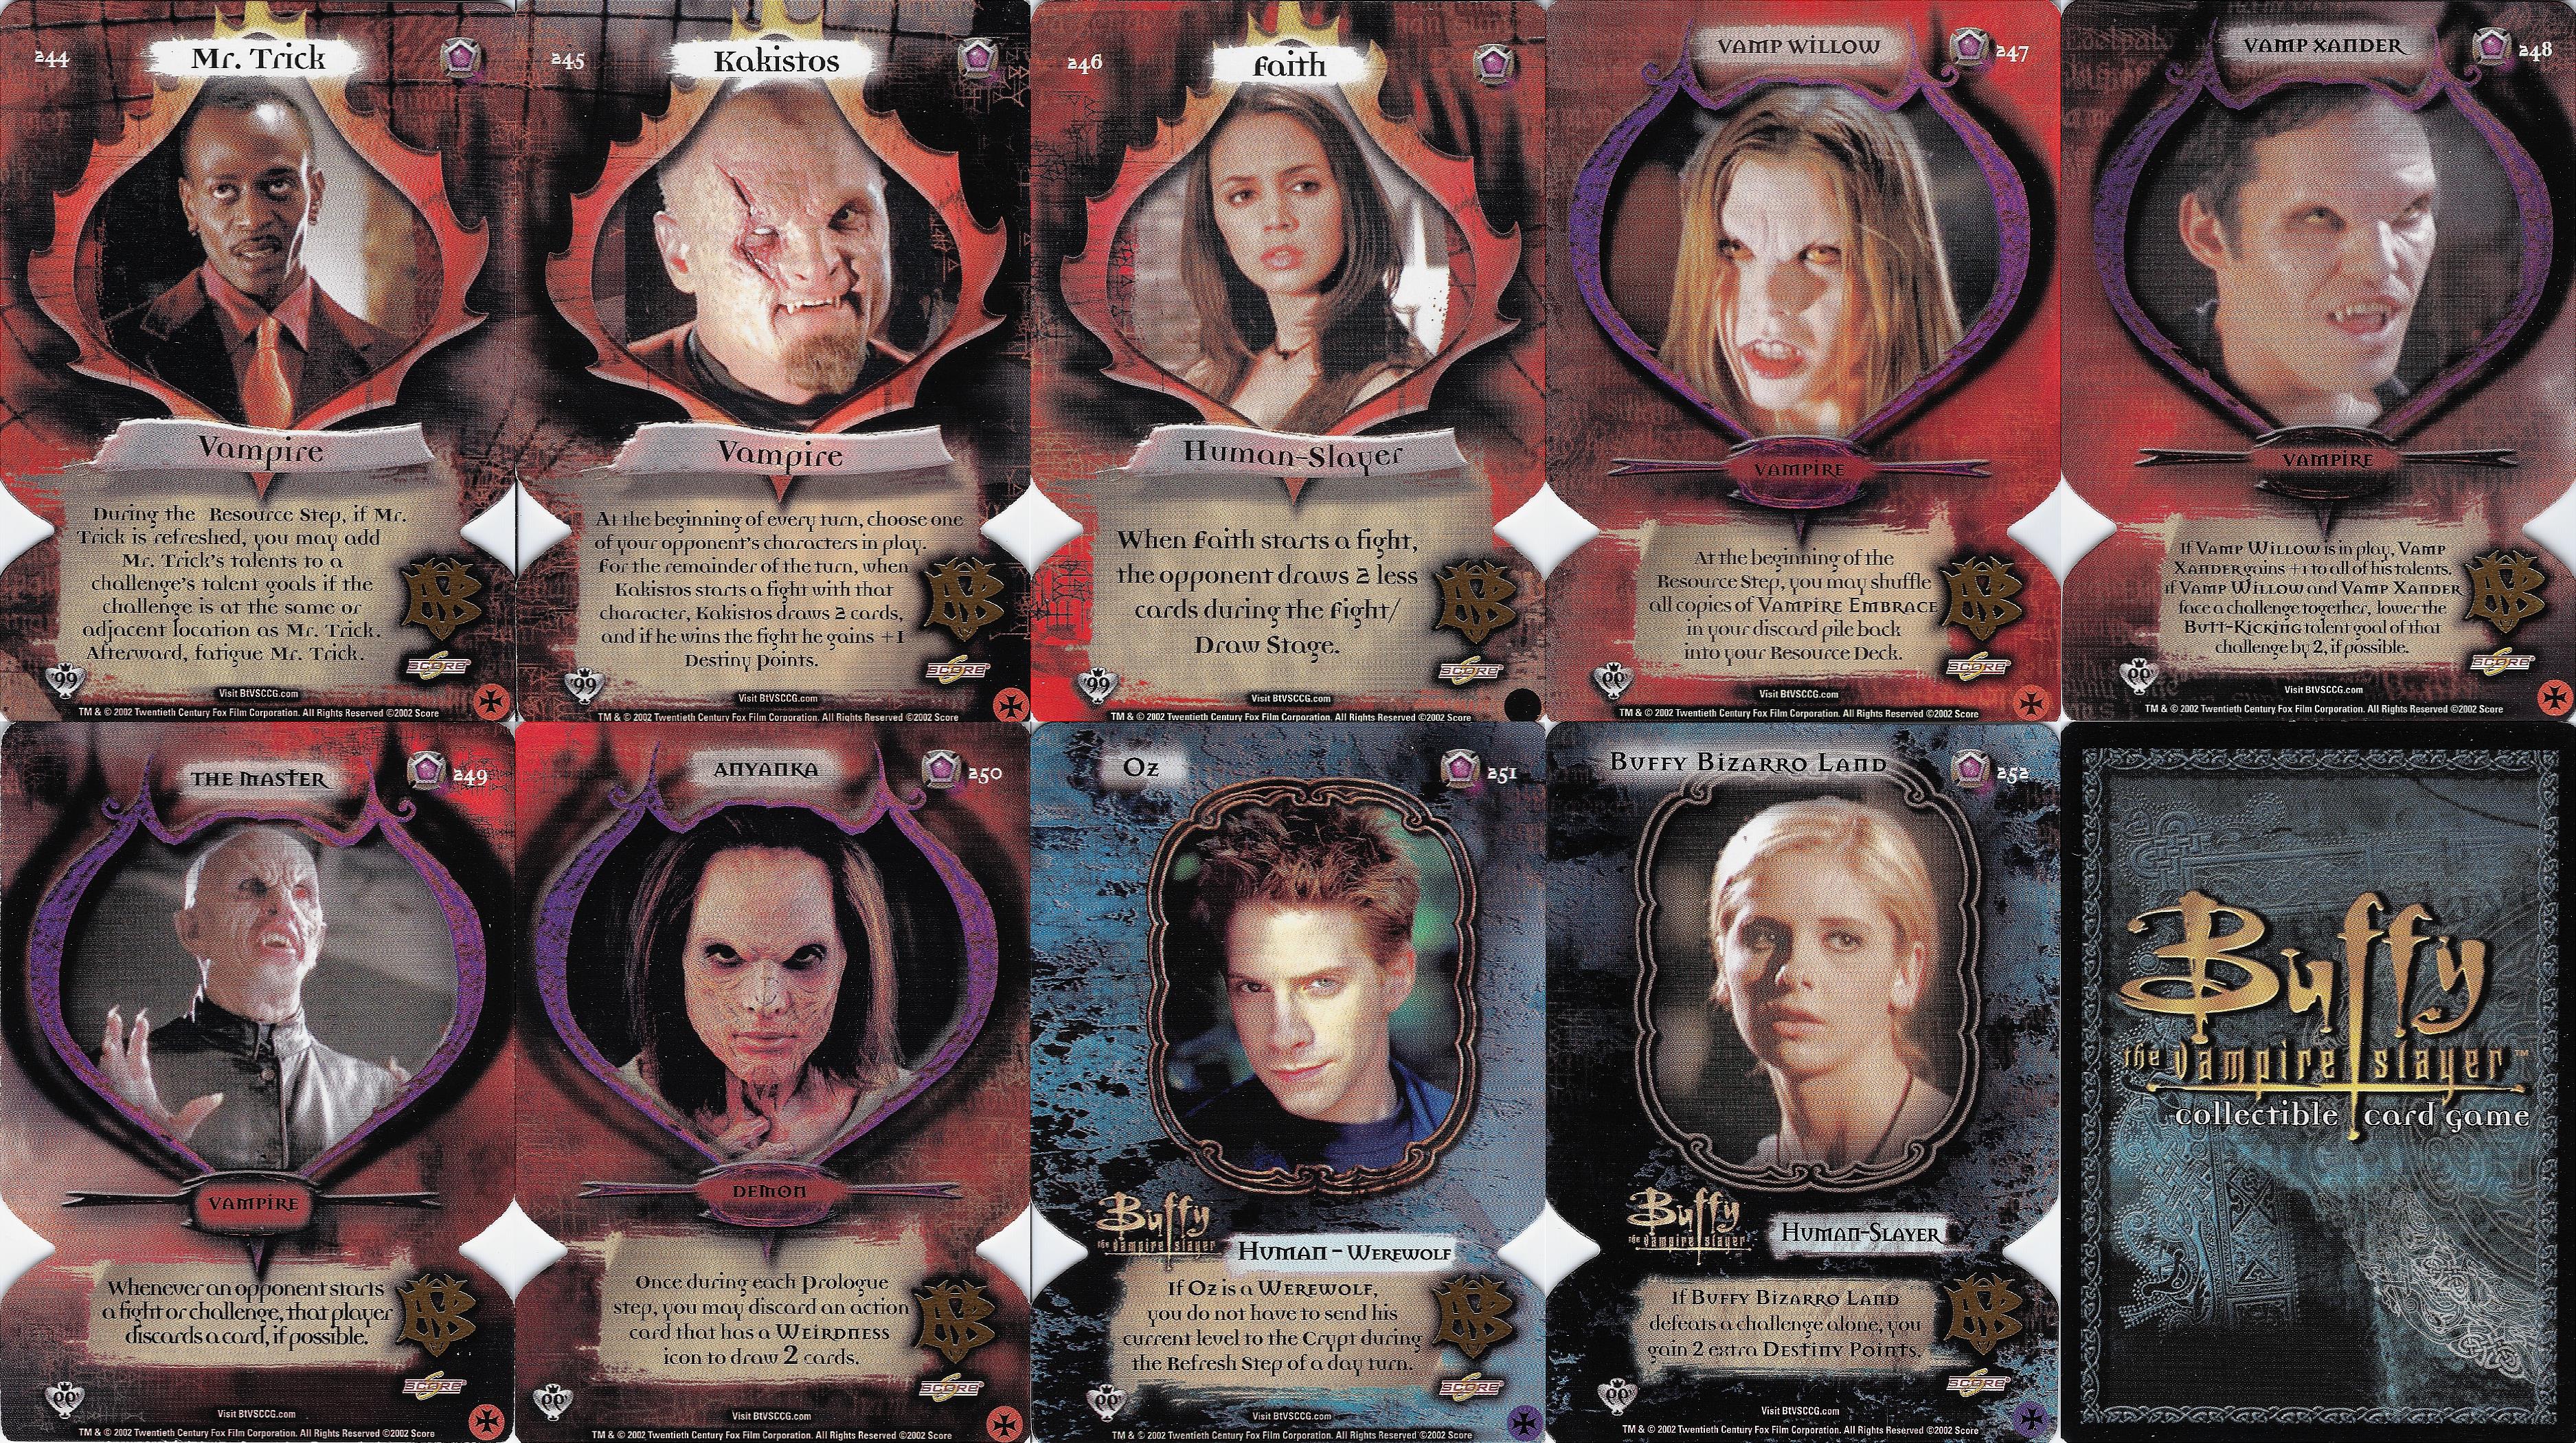 244
Mr. Trick
Vampire
During the Resource Step, if Mr.
Trick is refreshed, you may add
Mr. Trick's talents to a
challenge's talent goals if the
challenge is at the same or
adjacent location as Mr. Trick.
Afterward, fatigue Mr. Trick.
'99
SCORE
Visit BtVSCCG.com
TM & © 2002 Twentieth Century Fox Film Corporation. All Rights Reserved ©2002 Score
245
Kakistos
Vampire
At the beginning of every turn, choose one
of your opponent's characters in play.
For the remainder of the turn, when
Kakistos starts a fight with that
character, Kakistos draws 2 cards,
and if he wins the fight he gains +1
Destiny Points.
'99
SCORE
Visit BtVSCCG.com
TM & © 2002 Twentieth Century Fox Film Corporation. All Rights Reserved ©2002 Score
246
Faith
Human-Slayer
When Faith starts a fight,
the opponent draws 2 less
cards during the Fight/
Draw Stage.
'99
SCORE
Visit BtVSCCG.com
TM & © 2002 Twentieth Century Fox Film Corporation. All Rights Reserved ©2002 Score
VAMP WILLOW
247
VAMPIRE
At the beginning of the
Resource Step, you may shuffle
all copies of VAMPIRE EMBRACE
in your discard pile back
into your Resource Deck.
SCORE
Visit BtVSCCG.com
TM & © 2002 Twentieth Century Fox Film Corporation. All Rights Reserved ©2002 Score
VAMP XANDER
248
VAMPIRE
If VAMP WILLOW is in play, VAMP
XANDER gains +1 to all of his talents.
If VAMP WILLOW and VAMP XANDER
face a challenge together, lower the
BUTT-KICKING talent goal of that
challenge by 2, if possible.
SCORE
Visit BtVSCCG.com
TM & © 2002 Twentieth Century Fox Film Corporation. All Rights Reserved ©2002 Score
THE MASTER
249
VAMPIRE
Whenever an opponent starts
a fight or challenge, that player
discards a card, if possible.
SCORE
Visit BtVSCCG.com
TM & © 2002 Twentieth Century Fox Film Corporation. All Rights Reserved ©2002 Score
ANYANKA
250
DEMON
Once during each Prologue
step, you may discard an action
card that has a WEIRDNESS
icon to draw 2 cards.
SCORE
Visit BtVSCCG.com
TM & © 2002 Twentieth Century Fox Film Corporation. All Rights Reserved ©2002 Score
OZ
251
Buffy
the vampire slayer
HUMAN - WEREWOLF
If OZ is a WEREWOLF,
you do not have to send his
current level to the Crypt during
the Refresh Step of a day turn.
SCORE
Visit BtVSCCG.com
TM & © 2002 Twentieth Century Fox Film Corporation. All Rights Reserved ©2002 Score
BUFFY BIZARRO LAND
252
Buffy
the vampire slayer
HUMAN-SLAYER
If BUFFY BIZARRO LAND
defeats a challenge alone, you
gain 2 extra DESTINY POINTS.
SCORE
Visit BtVSCCG.com
TM & © 2002 Twentieth Century Fox Film Corporation. All Rights Reserved ©2002 Score
Buffy
the vampire slayer™
collectible card game